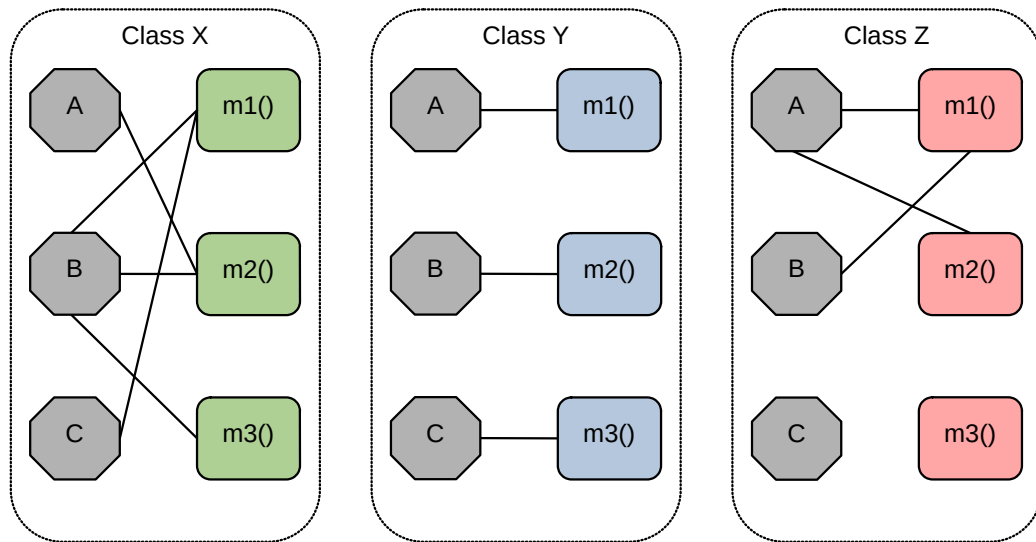 Class X
A
m1()
B
m2()
C
m3()
Class Y
A
m1()
B
m2()
C
m3()
Class Z
A
m1()
B
m2()
C
m3()